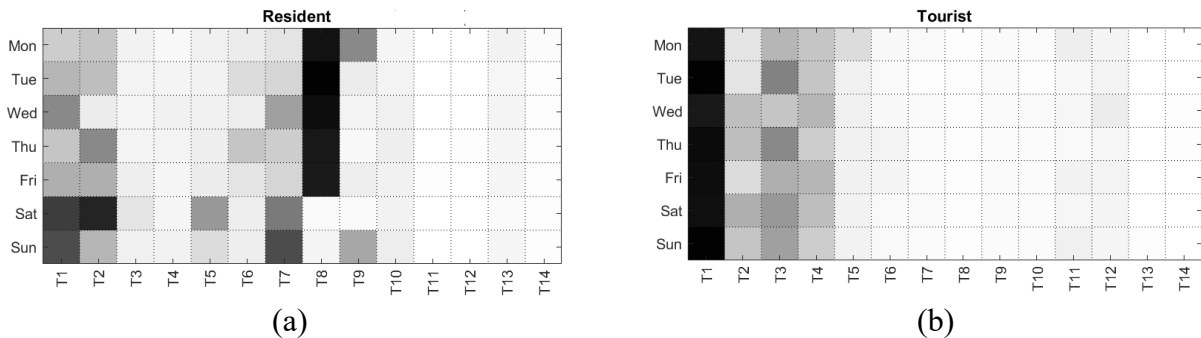 Resident
Mon
Tue
Wed
Thu
Fri
Sat
Sun
T1 T2 T3 T4 T5 T6 T7 T8 T9 T10 T11 T12 T13 T14
(a)
Tourist
Mon
Tue
Wed
Thu
Fri
Sat
Sun
T1 T2 T3 T4 T5 T6 T7 T8 T9 T10 T11 T12 T13 T14
(b)